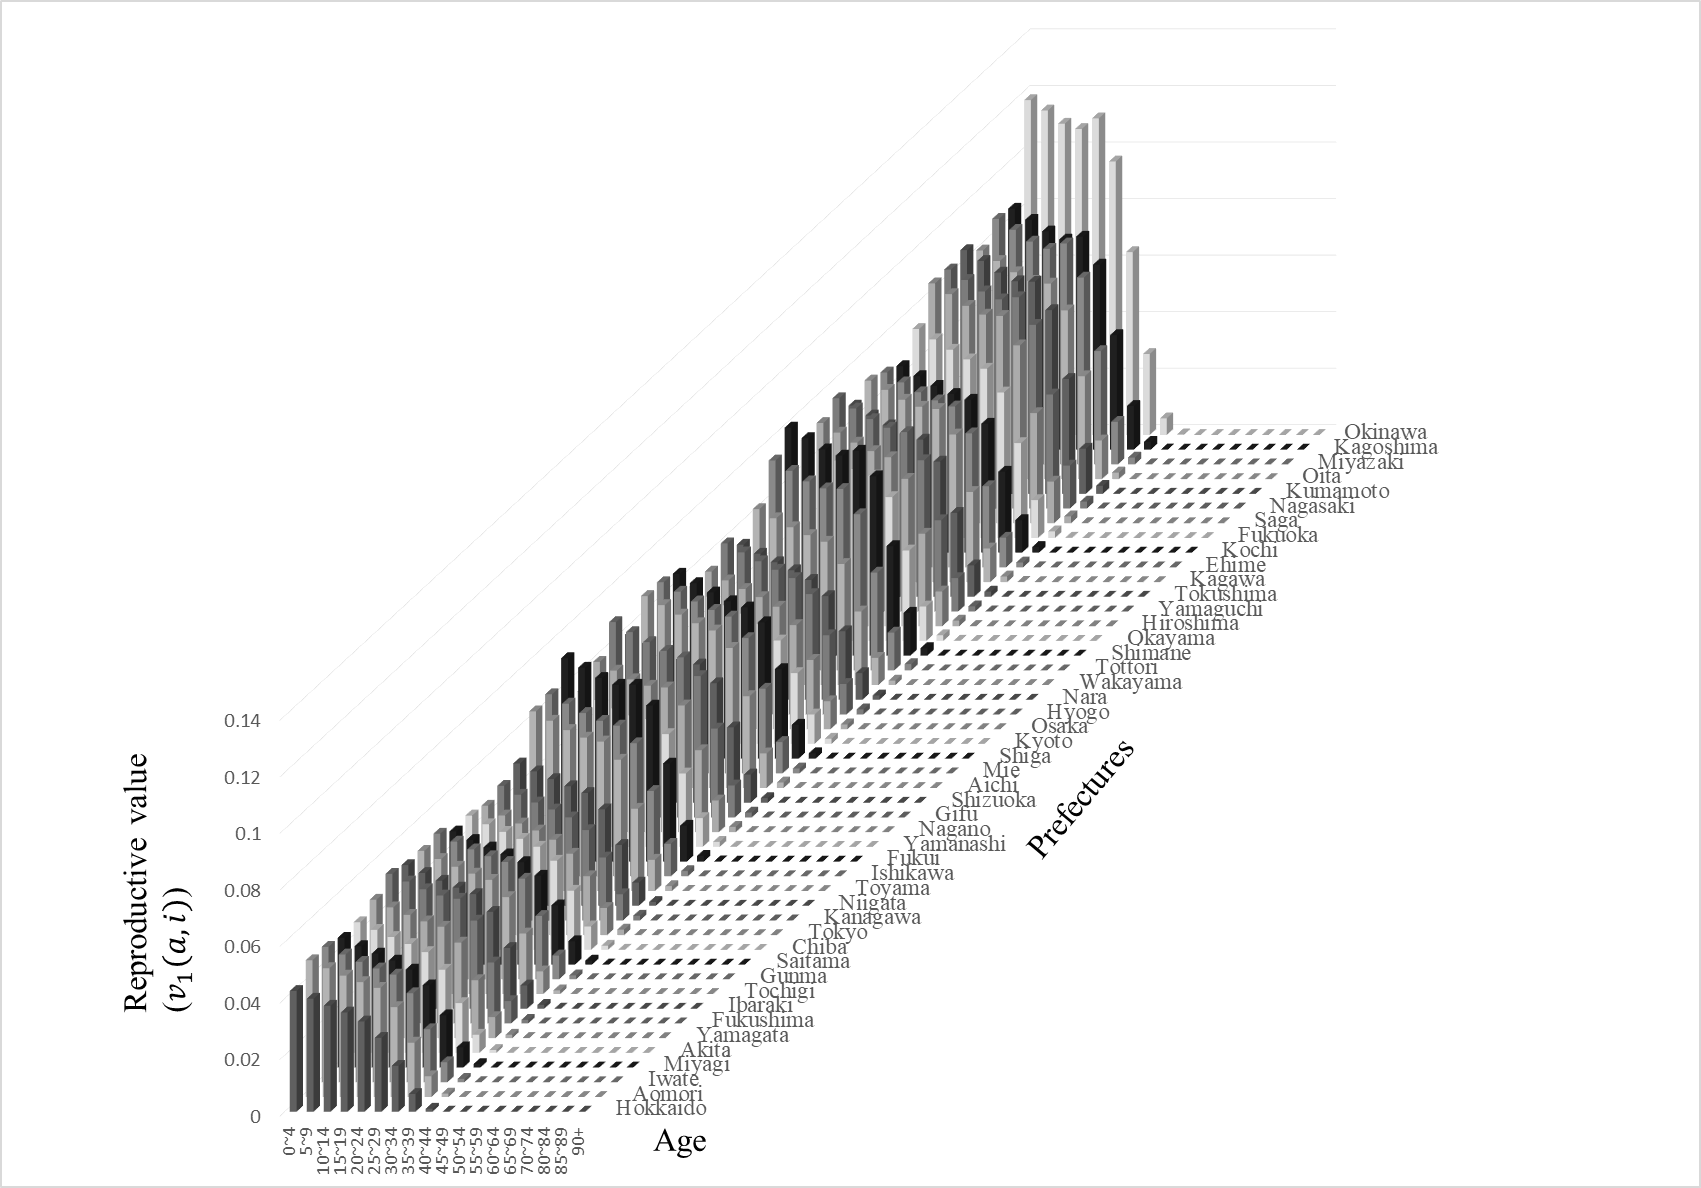 0.14
0.12
0.1
0.08
0.06
0.04
0.02
0
Reproductive value
(v₁(a, i))
0~4
5~9
10~14
15~19
20~24
25~29
30~34
35~39
40~44
45~49
50~54
55~59
60~64
65~69
70~74
80~84
85~89
90+
Age
Okinawa
Kagoshima
Miyazaki
Oita
Kumamoto
Nagasaki
Saga
Fukuoka
Kochi
Ehime
Kagawa
Tokushima
Yamaguchi
Hiroshima
Okayama
Shimane
Tottori
Wakayama
Nara
Hyogo
Osaka
Kyoto
Shiga
Mie
Aichi
Shizuoka
Gifu
Nagano
Yamanashi
Fukui
Ishikawa
Toyama
Niigata
Kanagawa
Tokyo
Chiba
Saitama
Gunma
Tochigi
Ibaraki
Fukushima
Yamagata
Akita
Miyagi
Iwate
Aomori
Hokkaido
Prefectures